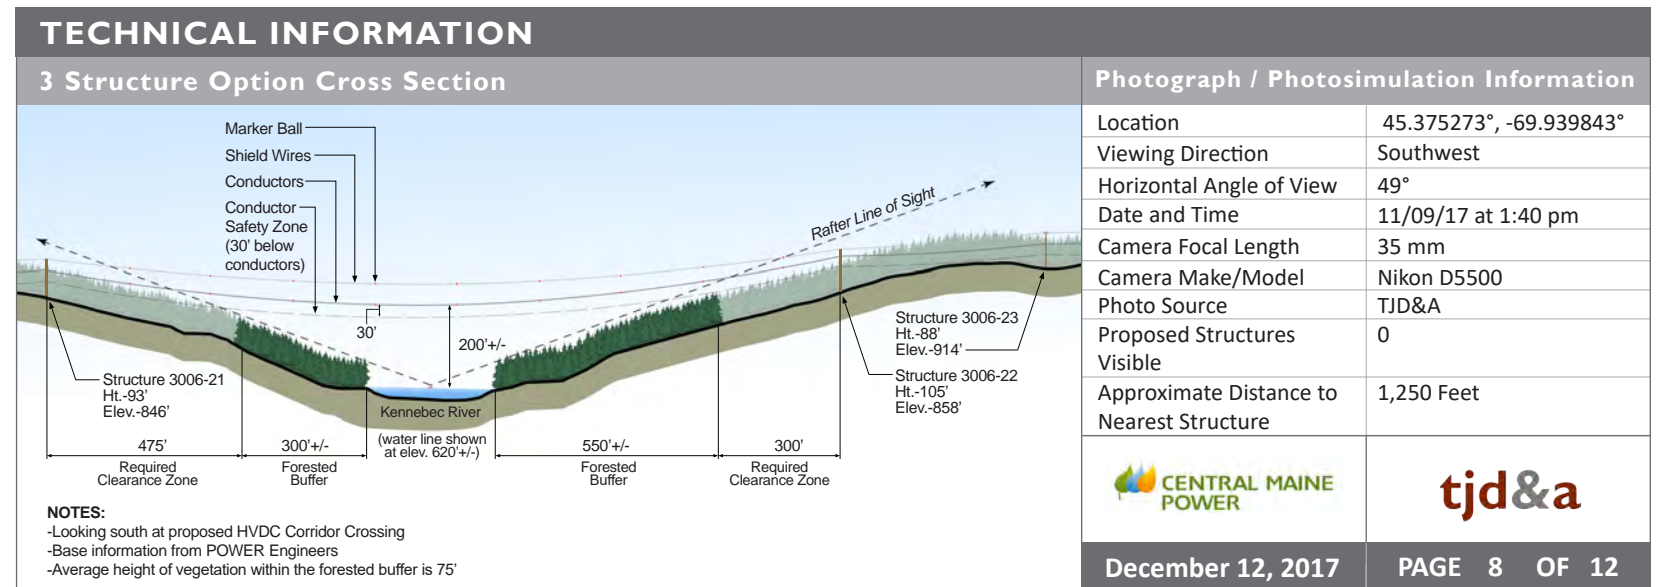 TECHNICAL INFORMATION
3 Structure Option Cross Section
Marker Ball
Shield Wires
Conductors
Conductor
Safety Zone
(30' below
conductors)
Rafter Line of Sight
30'
200'+/-
Structure 3006-21
Ht.-93'
Elev.-846'
Kennebec River
(water line shown
at elev. 620'+/-)
Structure 3006-23
Ht.-88'
Elev.-914'
Structure 3006-22
Ht.-105'
Elev.-858'
475'
Required
Clearance Zone
300'+/-
Forested
Buffer
550'+/-
Forested
Buffer
300'
Required
Clearance Zone
NOTES:
-Looking south at proposed HVDC Corridor Crossing
-Base information from POWER Engineers
-Average height of vegetation within the forested buffer is 75'
Photograph / Photosimulation Information
Location 45.375273°, -69.939843°
Viewing Direction Southwest
Horizontal Angle of View 49°
Date and Time 11/09/17 at 1:40 pm
Camera Focal Length 35 mm
Camera Make/Model Nikon D5500
Photo Source TJD&A
Proposed Structures 0
Visible
Approximate Distance to 1,250 Feet
Nearest Structure
CENTRAL MAINE
POWER
tjd&a
December 12, 2017 PAGE 8 OF 12